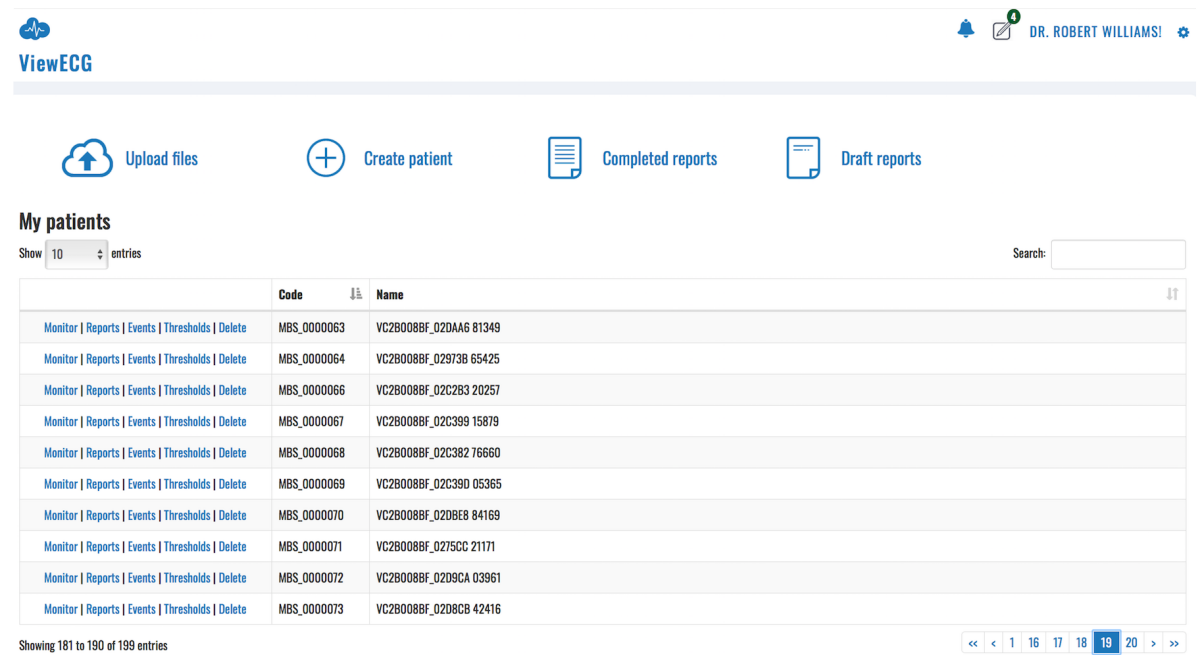 4
DR. ROBERT WILLIAMS!
ViewECG
Upload files Create patient Completed reports Draft reports
My patients
Show 10 entries Search:
Code Name
Monitor | Reports | Events | Thresholds | Delete MBS_0000063 VC2B008BF_02DAA6 81349
Monitor | Reports | Events | Thresholds | Delete MBS_0000064 VC2B008BF_02973B 65425
Monitor | Reports | Events | Thresholds | Delete MBS_0000066 VC2B008BF_02C2B3 20257
Monitor | Reports | Events | Thresholds | Delete MBS_0000067 VC2B008BF_02C399 15879
Monitor | Reports | Events | Thresholds | Delete MBS_0000068 VC2B008BF_02C382 76660
Monitor | Reports | Events | Thresholds | Delete MBS_0000069 VC2B008BF_02C39D 05365
Monitor | Reports | Events | Thresholds | Delete MBS_0000070 VC2B008BF_02DBE8 84169
Monitor | Reports | Events | Thresholds | Delete MBS_0000071 VC2B008BF_0275CC 21171
Monitor | Reports | Events | Thresholds | Delete MBS_0000072 VC2B008BF_02D9CA 03961
Monitor | Reports | Events | Thresholds | Delete MBS_0000073 VC2B008BF_02D8CB 42416
Showing 181 to 190 of 199 entries « ‹ 1 16 17 18 19 20 › »